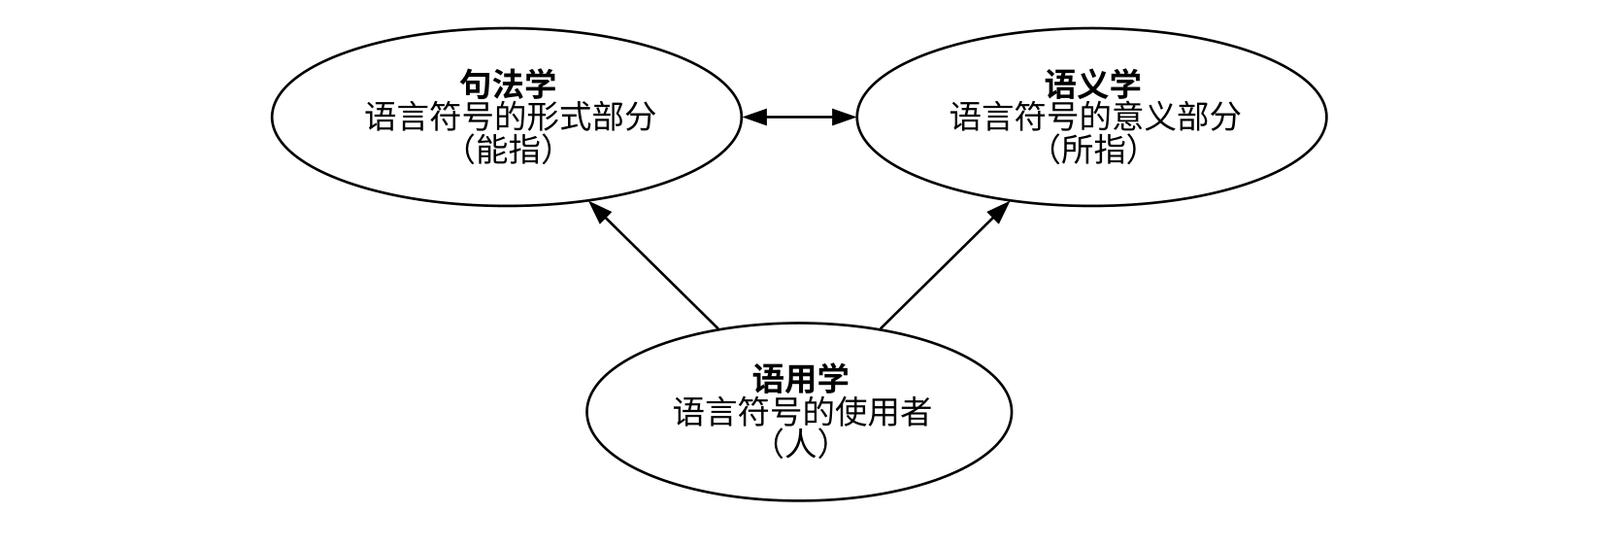 句法学
语言符号的形式部分
（能指）
语义学
语言符号的意义部分
（所指）
语用学
语言符号的使用者
（人）